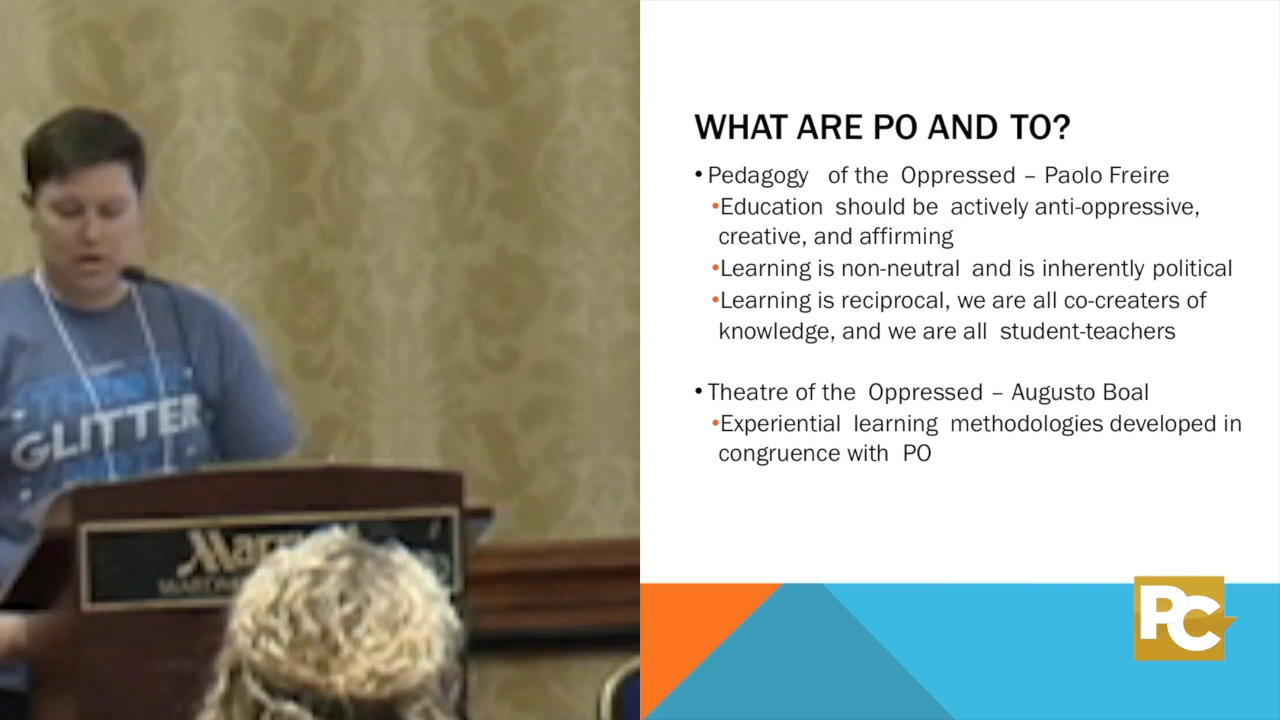 GLITTER
WHAT ARE PO AND TO?
• Pedagogy of the Oppressed – Paolo Freire
•Education should be actively anti-oppressive,
creative, and affirming
•Learning is non-neutral and is inherently political
•Learning is reciprocal, we are all co-creaters of
knowledge, and we are all student-teachers
• Theatre of the Oppressed – Augusto Boal
•Experiential learning methodologies developed in
congruence with PO
PC